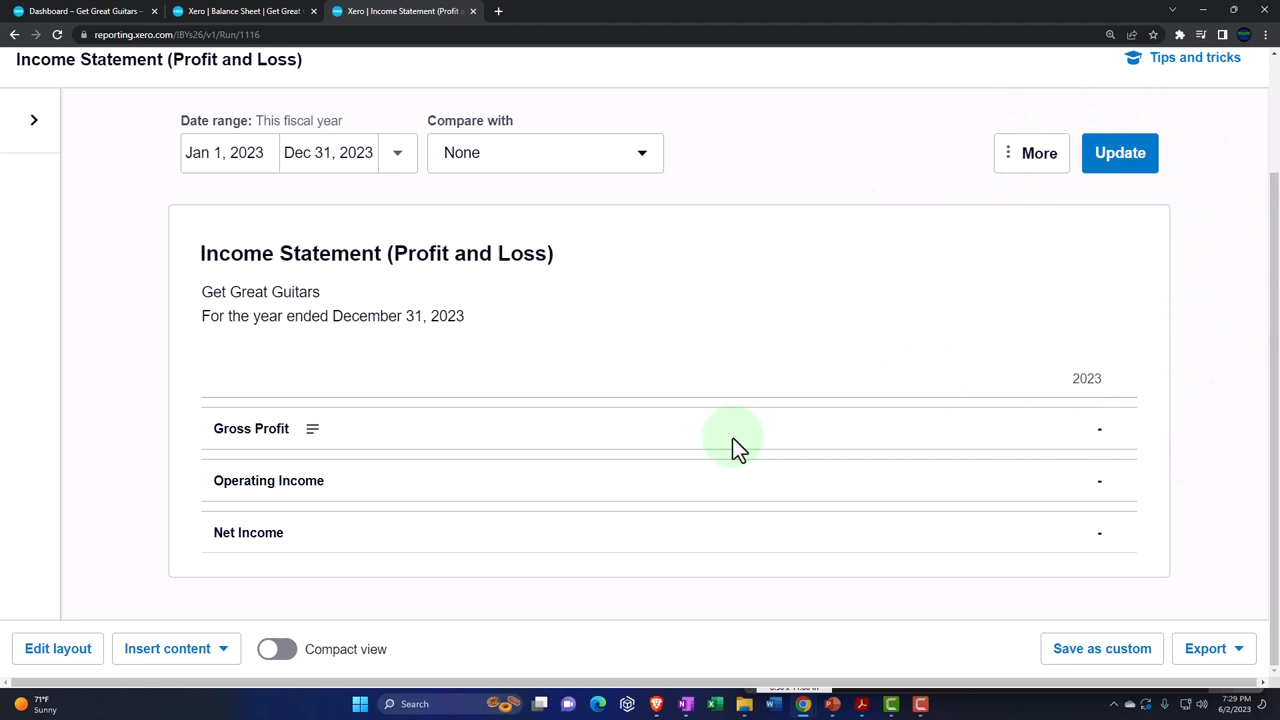 Dashboard – Get Great Guitars –
Xero | Balance Sheet | Get Great
Xero | Income Statement (Profit a
reporting.xero.com/!BYs26/v1/Run/1116
Income Statement (Profit and Loss)
Tips and tricks
Date range: This fiscal year
Compare with
Jan 1, 2023
Dec 31, 2023
None
More
Update
Income Statement (Profit and Loss)
Get Great Guitars
For the year ended December 31, 2023
2023
Gross Profit -
Operating Income -
Net Income -
Edit layout
Insert content
Compact view
Save as custom
Export
71°F
Sunny
Search
7:29 PM
6/2/2023